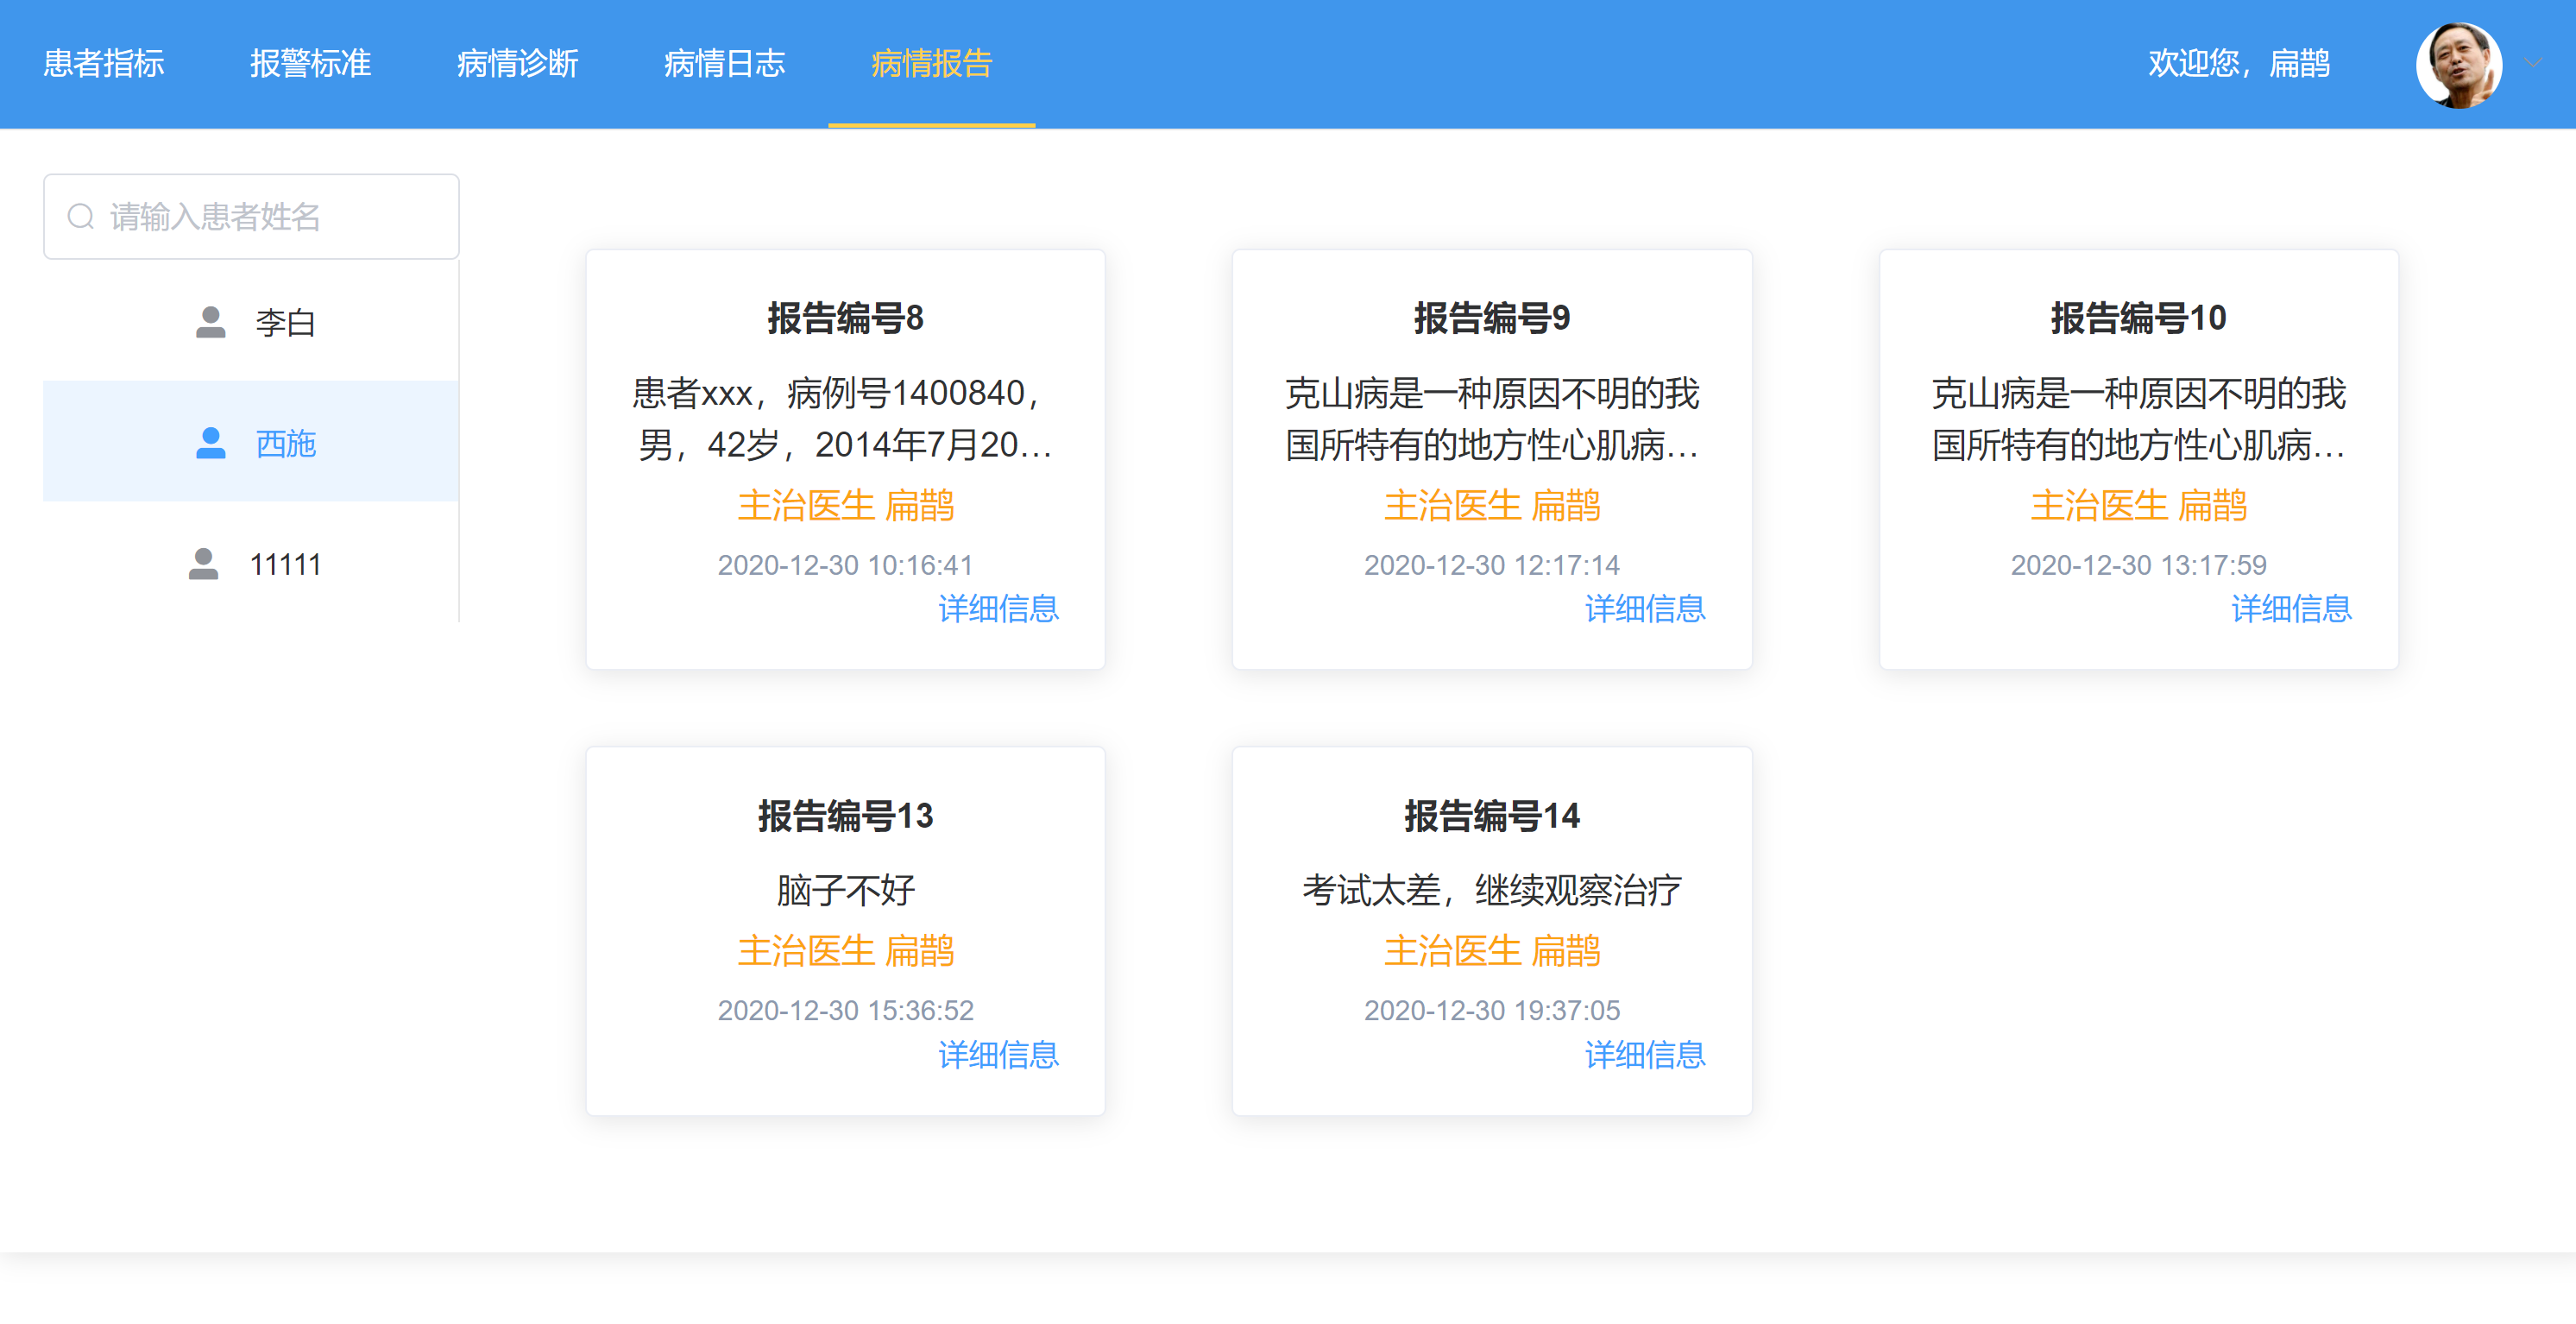 患者指标 报警标准 病情诊断 病情日志 病情报告 欢迎您，扁鹊
请输入患者姓名
李白
西施
11111
报告编号8
患者xxx，病例号1400840，
男，42岁，2014年7月20…
主治医生 扁鹊
2020-12-30 10:16:41
详细信息
报告编号9
克山病是一种原因不明的我
国所特有的地方性心肌病…
主治医生 扁鹊
2020-12-30 12:17:14
详细信息
报告编号10
克山病是一种原因不明的我
国所特有的地方性心肌病…
主治医生 扁鹊
2020-12-30 13:17:59
详细信息
报告编号13
脑子不好
主治医生 扁鹊
2020-12-30 15:36:52
详细信息
报告编号14
考试太差，继续观察治疗
主治医生 扁鹊
2020-12-30 19:37:05
详细信息